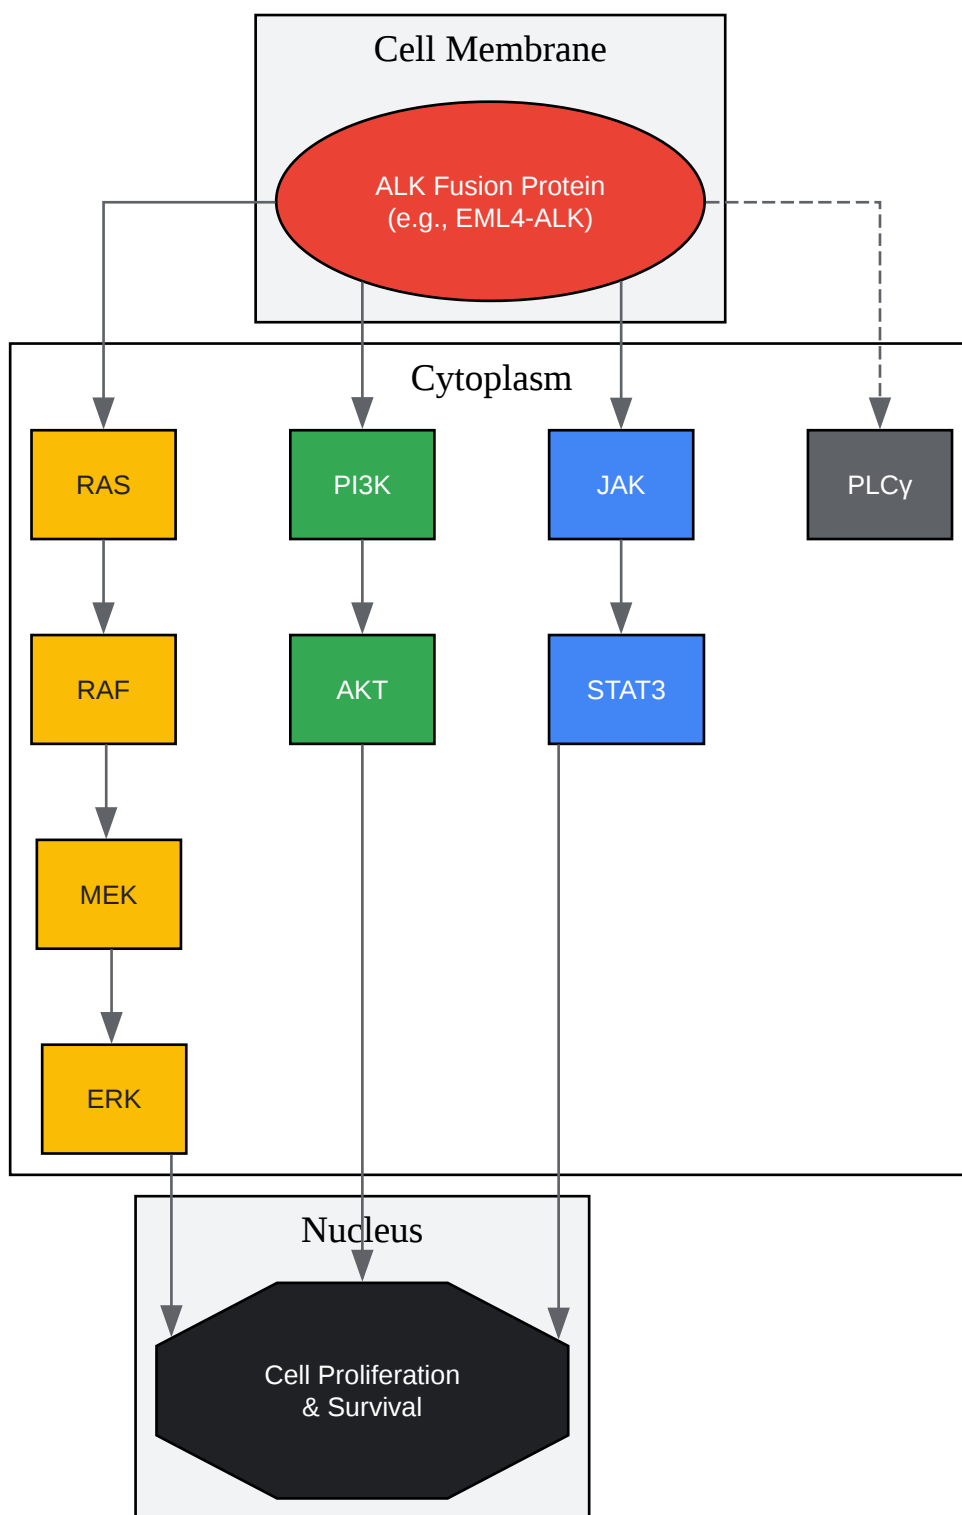 Cell Membrane
ALK Fusion Protein
(e.g., EML4-ALK)
Cytoplasm
RAS
PI3K
JAK
PLCγ
RAF
AKT
STAT3
MEK
ERK
Nucleus
Cell Proliferation
& Survival